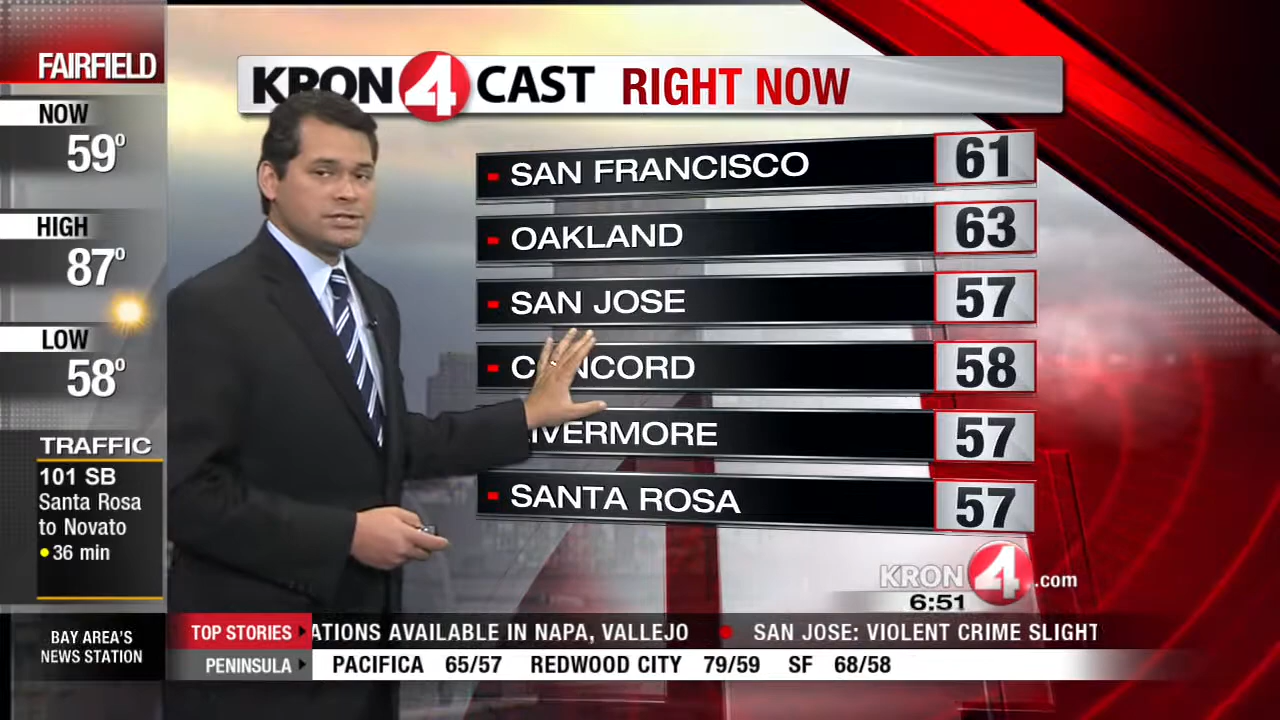 FAIRFIELD
NOW
59°
HIGH
87°
LOW
58°
TRAFFIC
101 SB
Santa Rosa
to Novato
36 min
BAY AREA'S
NEWS STATION
KRON 4 CAST RIGHT NOW
SAN FRANCISCO 61
OAKLAND 63
SAN JOSE 57
CONCORD 58
LIVERMORE 57
SANTA ROSA 57
KRON 4 .com
6:51
TOP STORIES ATIONS AVAILABLE IN NAPA, VALLEJO SAN JOSE: VIOLENT CRIME SLIGHT
PENINSULA PACIFICA 65/57 REDWOOD CITY 79/59 SF 68/58